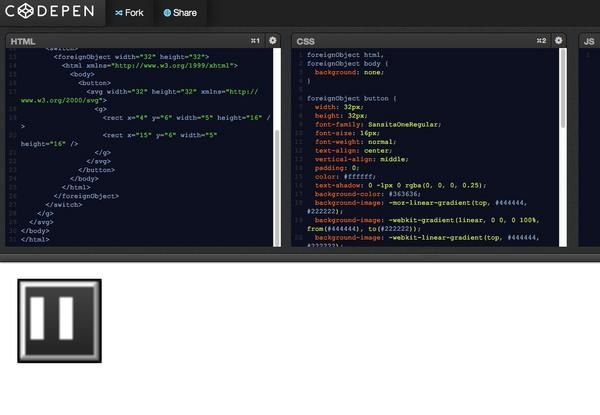 CODEPEN
Fork
Share
HTML
⌘1
<switch>
13 <foreignObject width="32" height="32">
14 <html xmlns="http://www.w3.org/1999/xhtml">
15 <body>
16 <button>
17 <svg width="32" height="32" xmlns="http://
www.w3.org/2000/svg">
18 <g>
19 <rect x="4" y="6" width="5" height="16" /
>
20 <rect x="15" y="6" width="5"
height="16" />
21 </g>
22 </svg>
23 </button>
24 </body>
25 </html>
26 </foreignObject>
27 </switch>
28 </g>
29 </svg>
30 </body>
31 </html>
CSS
⌘2
1 foreignObject html,
2 foreignObject body {
3 background: none;
4 }
5
6 foreignObject button {
7 width: 32px;
8 height: 32px;
9 font-family: SansitaOneRegular;
10 font-size: 16px;
11 font-weight: normal;
12 text-align: center;
13 vertical-align: middle;
14 padding: 0;
15 color: #ffffff;
16 text-shadow: 0 -1px 0 rgba(0, 0, 0, 0.25);
17 background-color: #363636;
18 background-image: -moz-linear-gradient(top, #444444,
#222222);
19 background-image: -webkit-gradient(linear, 0 0, 0 100%,
from(#444444), to(#222222));
20 background-image: -webkit-linear-gradient(top, #444444,
#222222);
JS
1